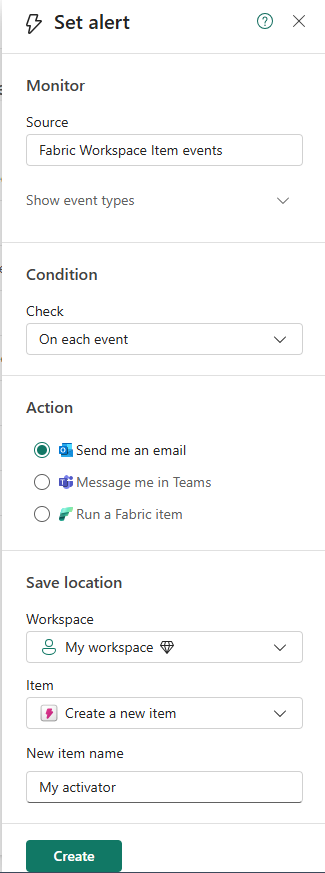 Set alert
Monitor
Source
Fabric Workspace Item events
Show event types
Condition
Check
On each event
Action
Send me an email
Message me in Teams
Run a Fabric item
Save location
Workspace
My workspace
Item
Create a new item
New item name
My activator
Create